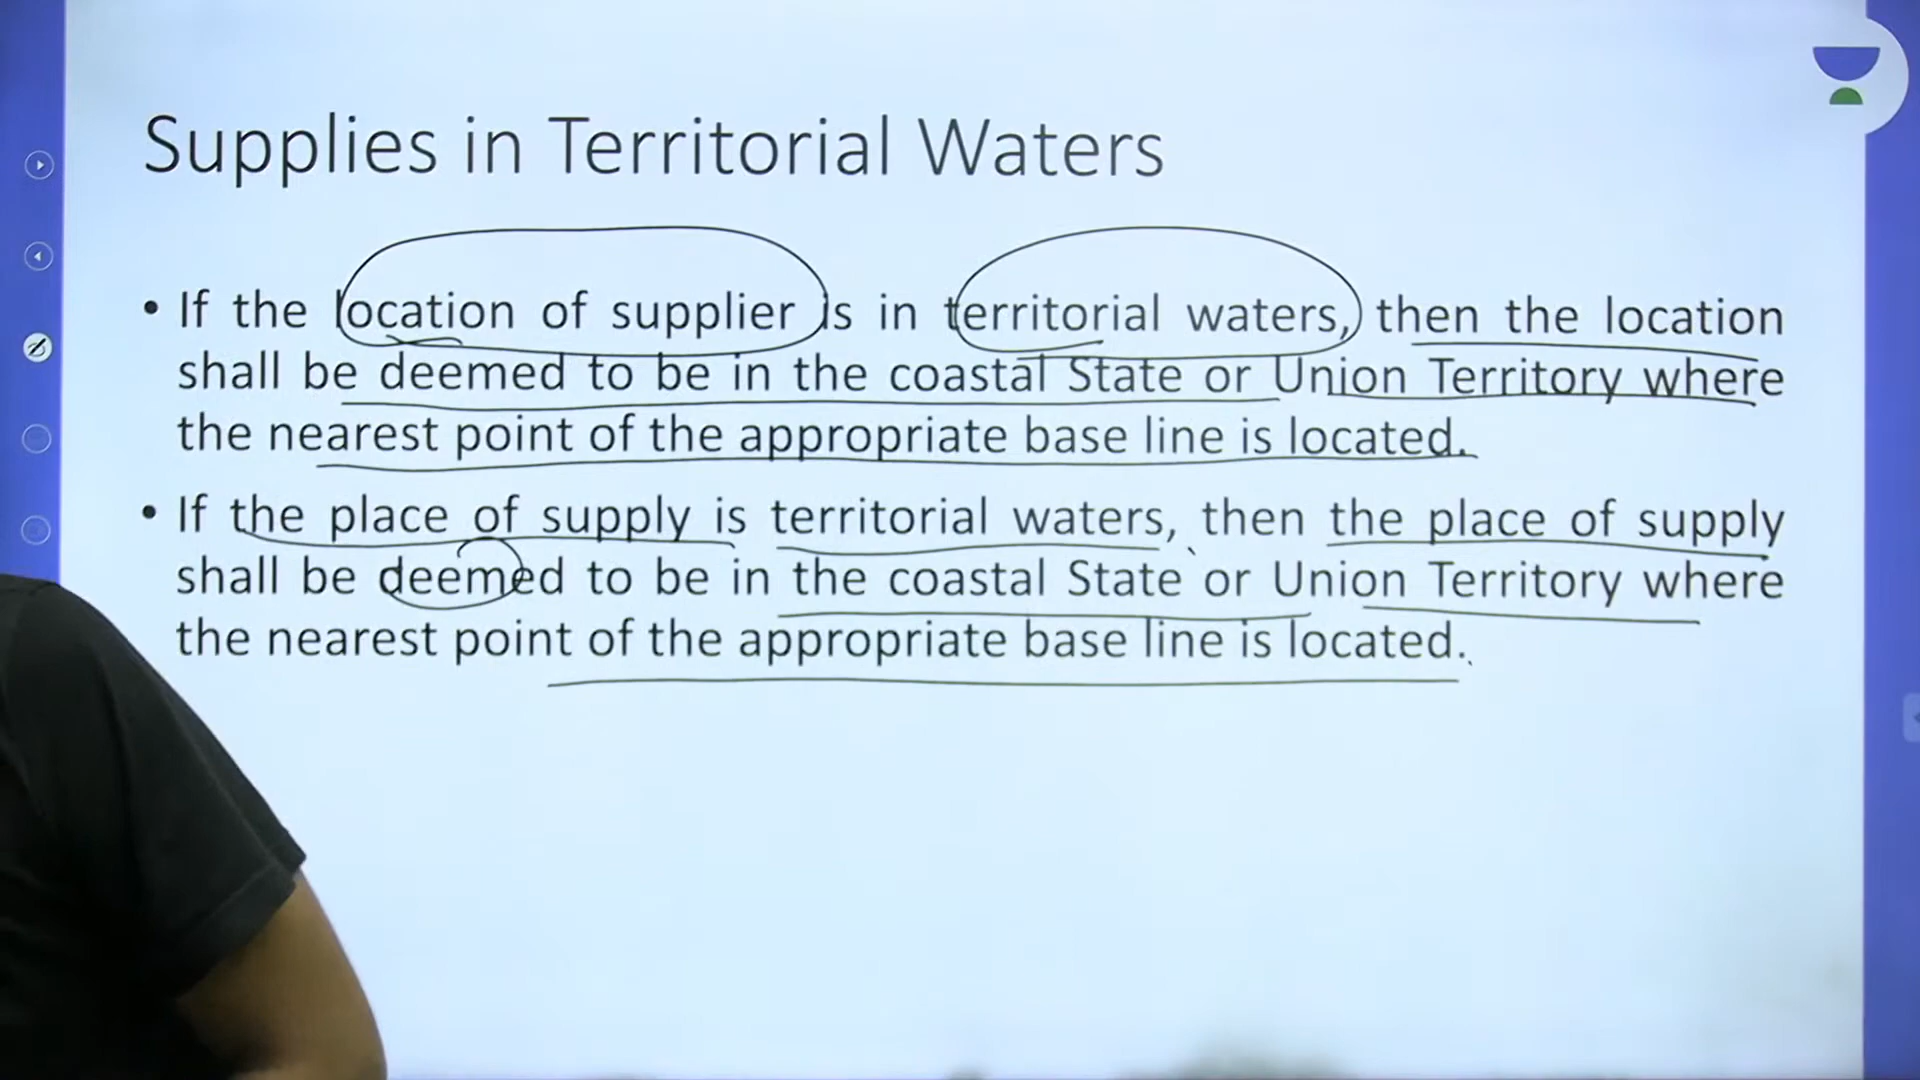 Supplies in Territorial Waters
• If the location of supplier is in territorial waters, then the location
shall be deemed to be in the coastal State or Union Territory where
the nearest point of the appropriate base line is located.
• If the place of supply is territorial waters, then the place of supply
shall be deemed to be in the coastal State or Union Territory where
the nearest point of the appropriate base line is located.